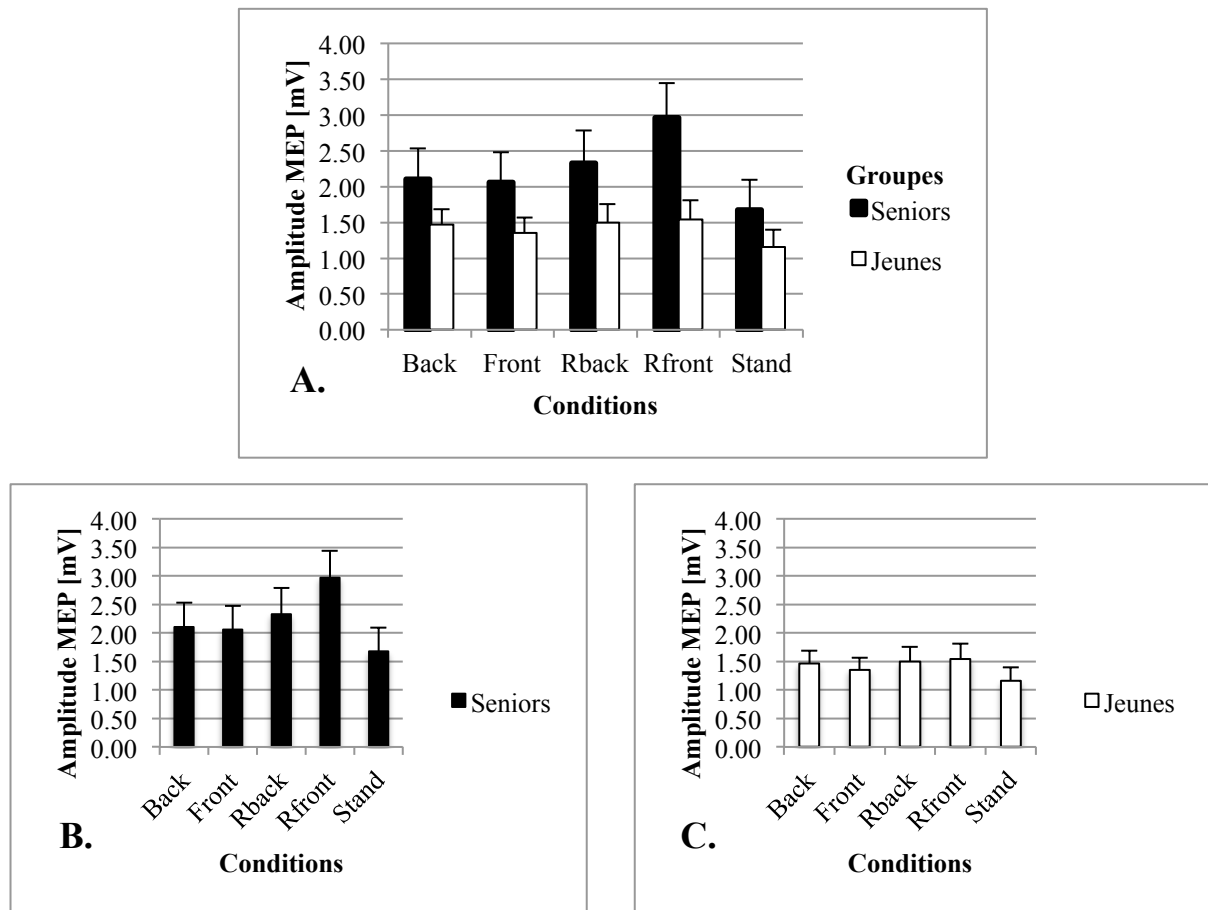 Amplitude MEP [mV]
4.00
3.50
3.00
2.50
2.00
1.50
1.00
0.50
0.00
Back Front Rback Rfront Stand
Conditions
A.
Groupes
Seniors
Jeunes
Amplitude MEP [mV]
4.00
3.50
3.00
2.50
2.00
1.50
1.00
0.50
0.00
Back Front Rback Rfront Stand
Conditions
B.
Seniors
Amplitude MEP [mV]
4.00
3.50
3.00
2.50
2.00
1.50
1.00
0.50
0.00
Back Front Rback Rfront Stand
Conditions
C.
Jeunes